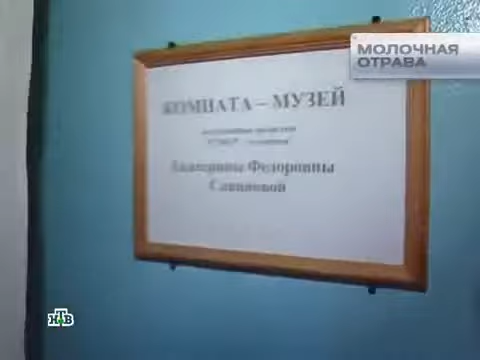 МОЛОЧНАЯ
ОТРАВА
КОМНАТА – МУЗЕЙ
Екатерины Федоровны
Савиновой
НТВ